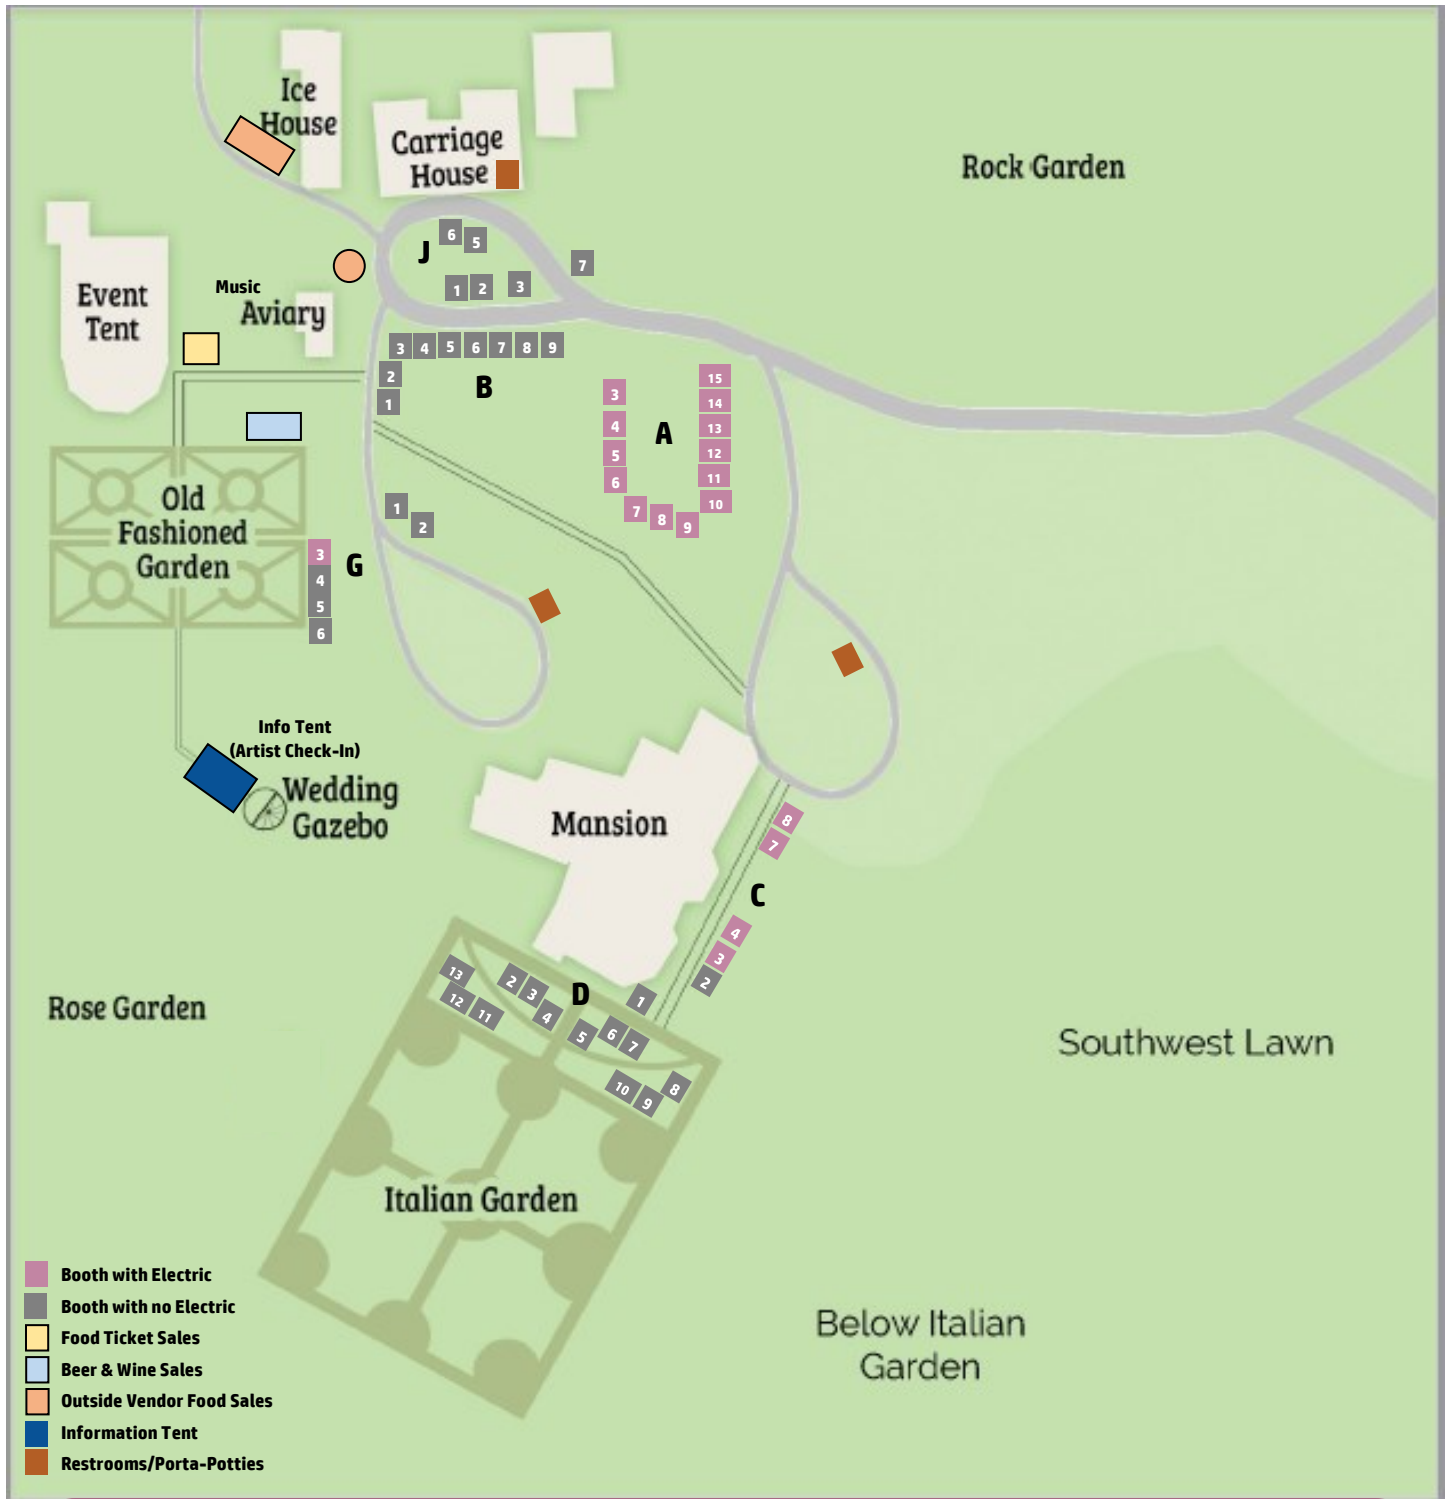 Ice
House
Carriage
House
Rock Garden
Event
Tent
Music
Aviary
J
6
5
7
1
2
3
3
4
5
6
7
8
9
2
1
B
3
4
5
6
7
8
9
A
15
14
13
12
11
10
Old
Fashioned
Garden
1
2
3
4
5
6
G
Info Tent
(Artist Check-In)
Wedding
Gazebo
Mansion
8
7
C
4
3
2
13
12
11
2
3
4
D
1
5
6
7
10
9
8
Rose Garden
Southwest Lawn
Italian Garden
Below Italian
Garden
Booth with Electric
Booth with no Electric
Food Ticket Sales
Beer & Wine Sales
Outside Vendor Food Sales
Information Tent
Restrooms/Porta-Potties